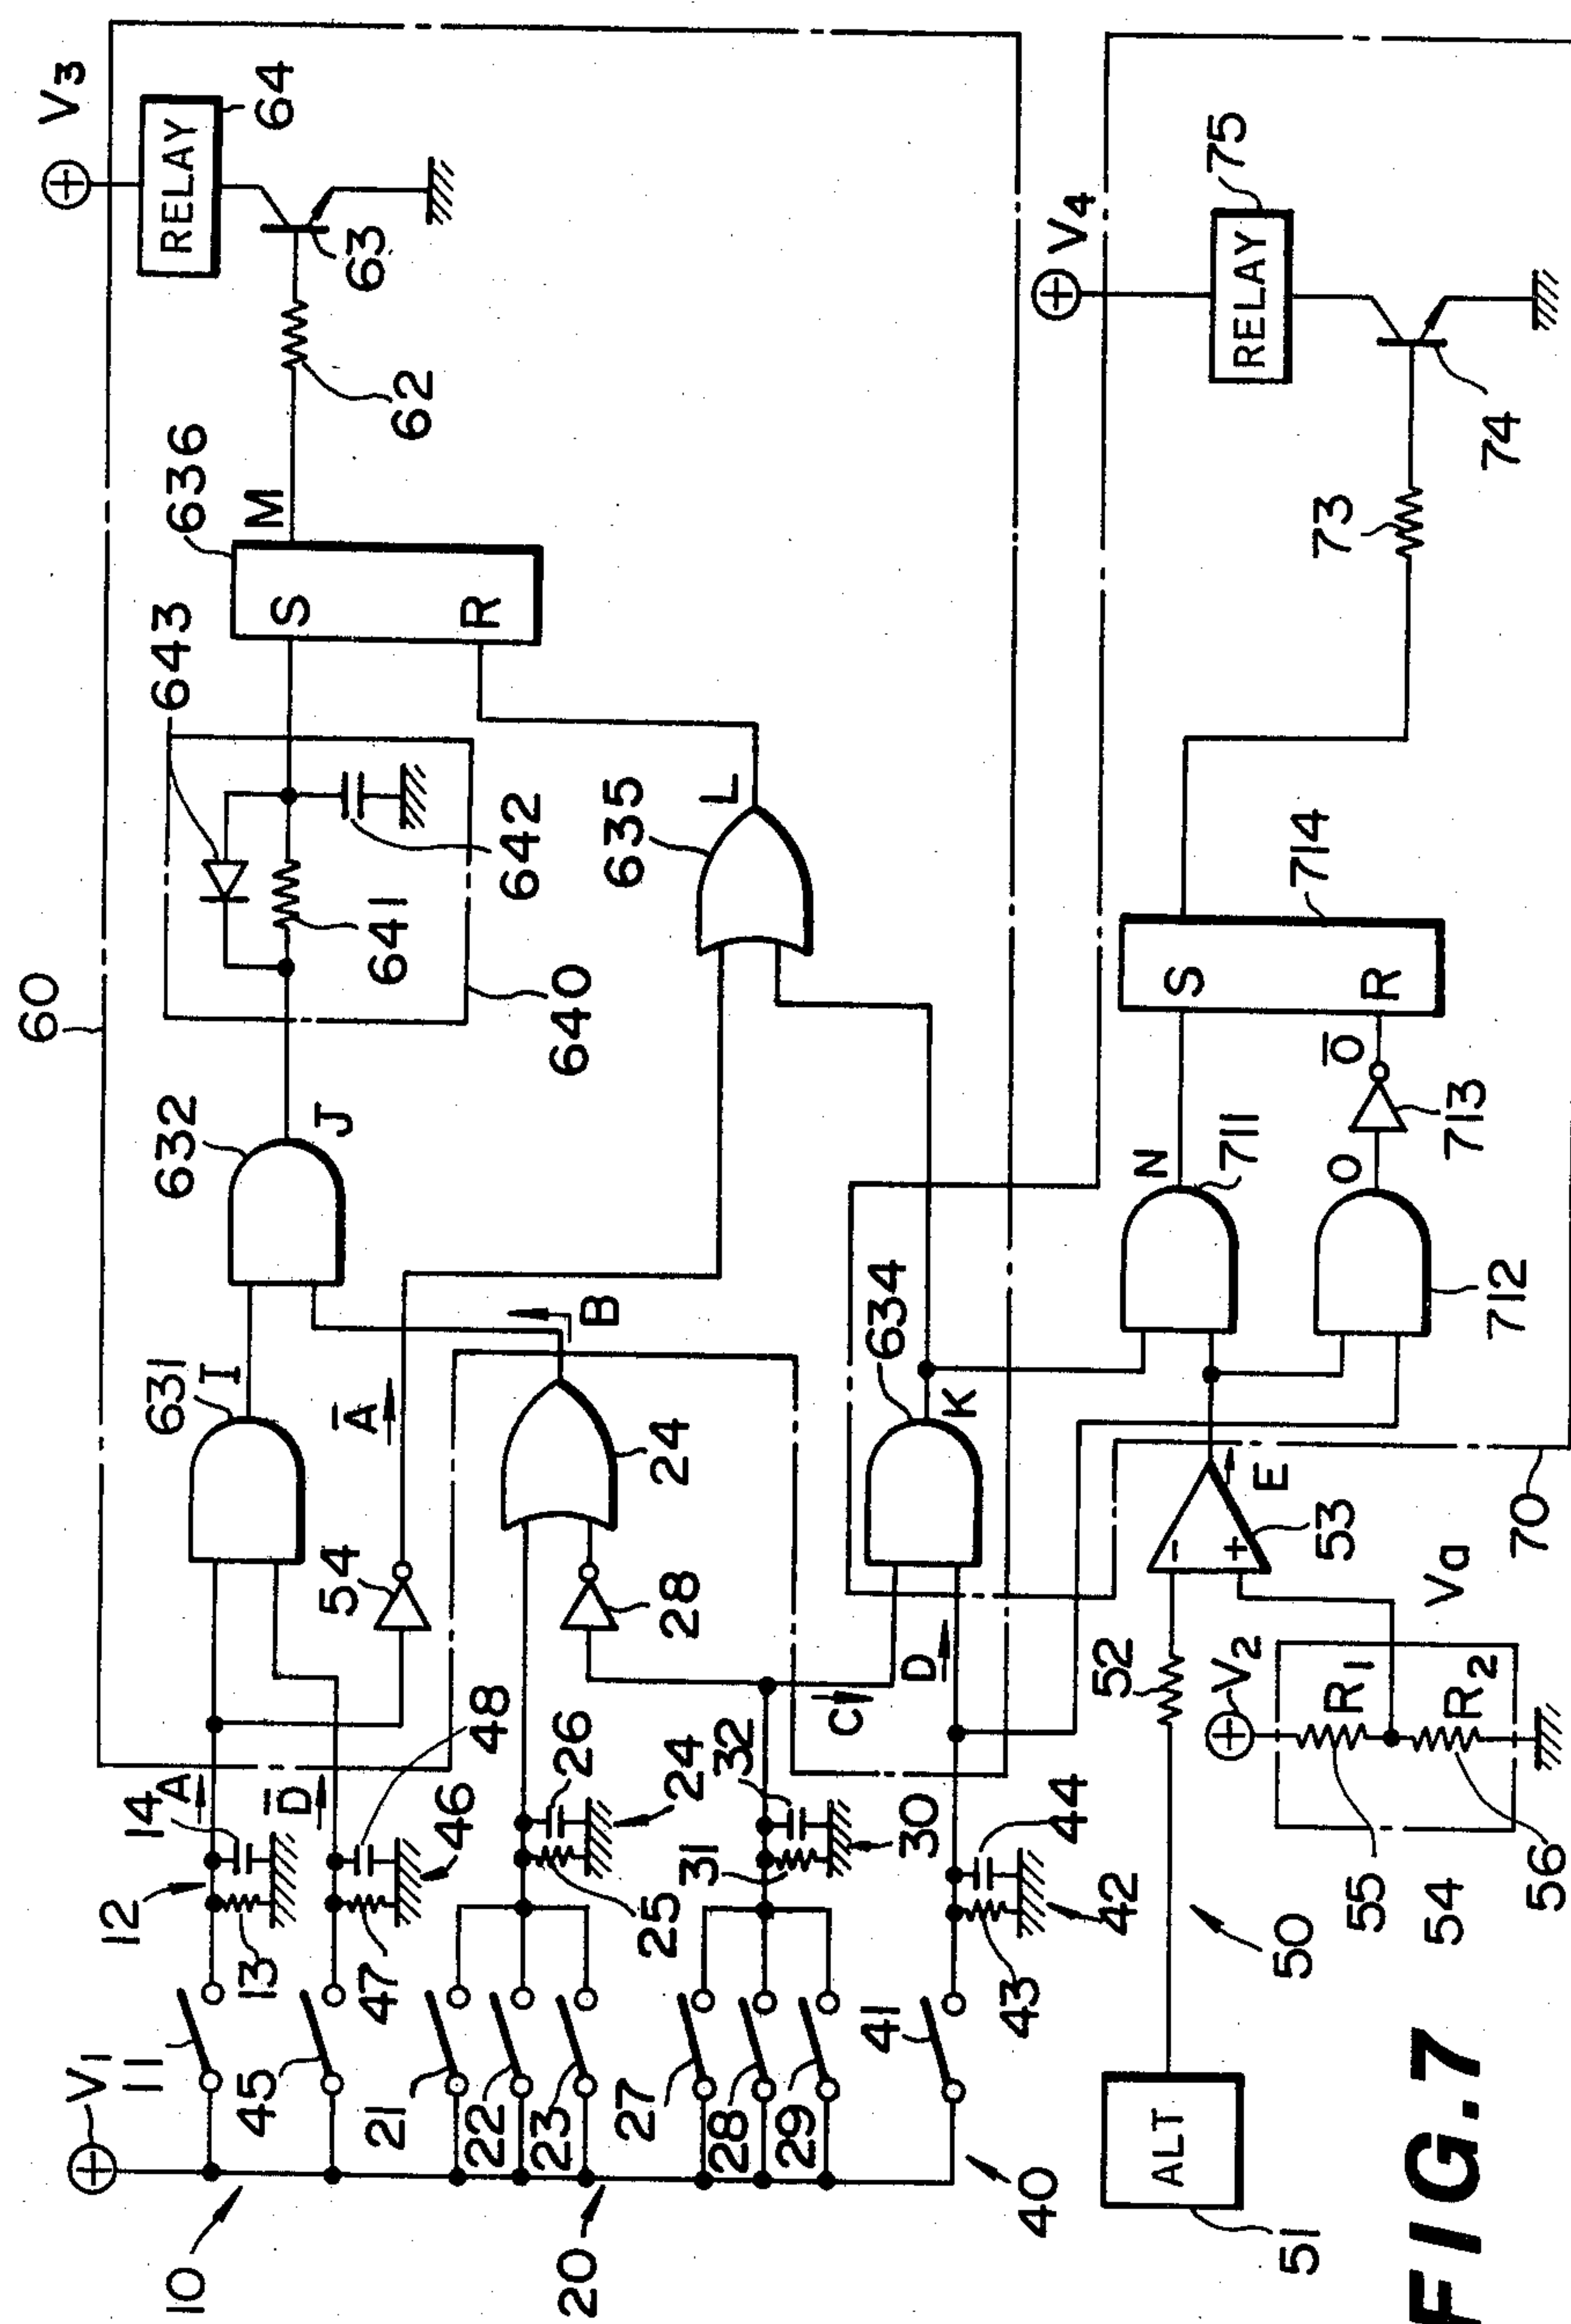 60
V3
RELAY
64
63
62
636
M
S
R
643
641
642
640
635
L
632
J
631
I
A
54
B
24
28
634
K
C
D
A
14
12
13
D
48
46
47
26
24
25
32
31
30
44
42
43
V1
11
45
21
22
23
27
28
29
41
10
20
40
V4
RELAY
75
74
73
714
S
R
O
713
N
711
O
712
E
53
-
+
Va
70
52
V2
R1
R2
50
55
54
56
ALT
51
FIG.7